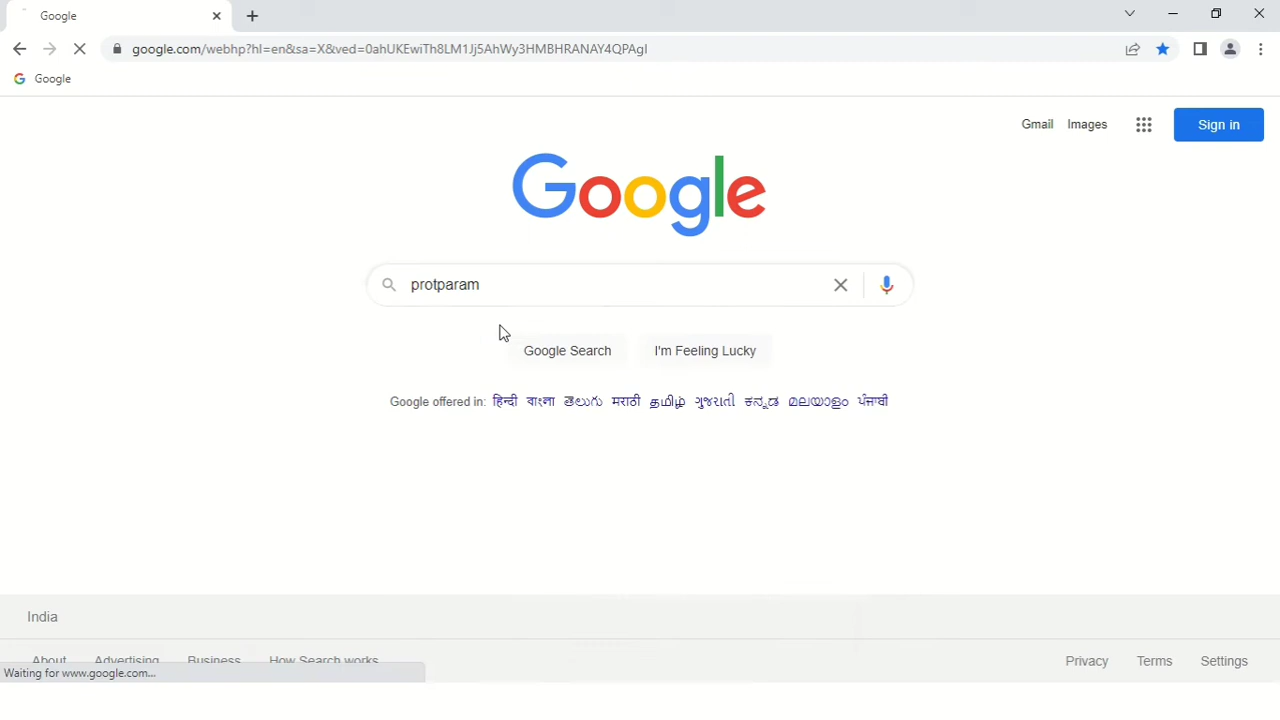 Google
google.com/webhp?hl=en&sa=X&ved=0ahUKEwiTh8LM1Jj5AhWy3HMBHRANAY4QPAgI
Google
Gmail Images Sign in
Google
protparam
Google Search I'm Feeling Lucky
Google offered in: हिन्दी বাংলা తెలుగు मराठी தமிழ் ગુજરાતી ಕನ್ನಡ മലയാളം ਪੰਜਾਬੀ
India
About Advertising Business How Search works Privacy Terms Settings
Waiting for www.google.com...